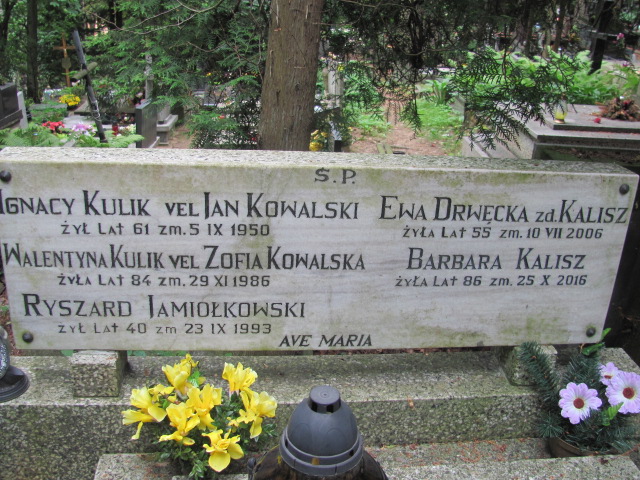 Ś.P.
IGNACY KULIK VEL JAN KOWALSKI
ŻYŁ LAT 61 ZM. 5 IX 1950
WALENTYNA KULIK VEL ZOFIA KOWALSKA
ŻYŁA LAT 84 ZM. 29 XI 1986
RYSZARD JAMIOŁKOWSKI
ŻYŁ LAT 40 ZM 23 IX 1993
EWA DRWĘCKA ZD. KALISZ
ŻYŁA LAT 55 ZM. 10 VII 2006
BARBARA KALISZ
ŻYŁA LAT 86 ZM. 25 X 2016
AVE MARIA